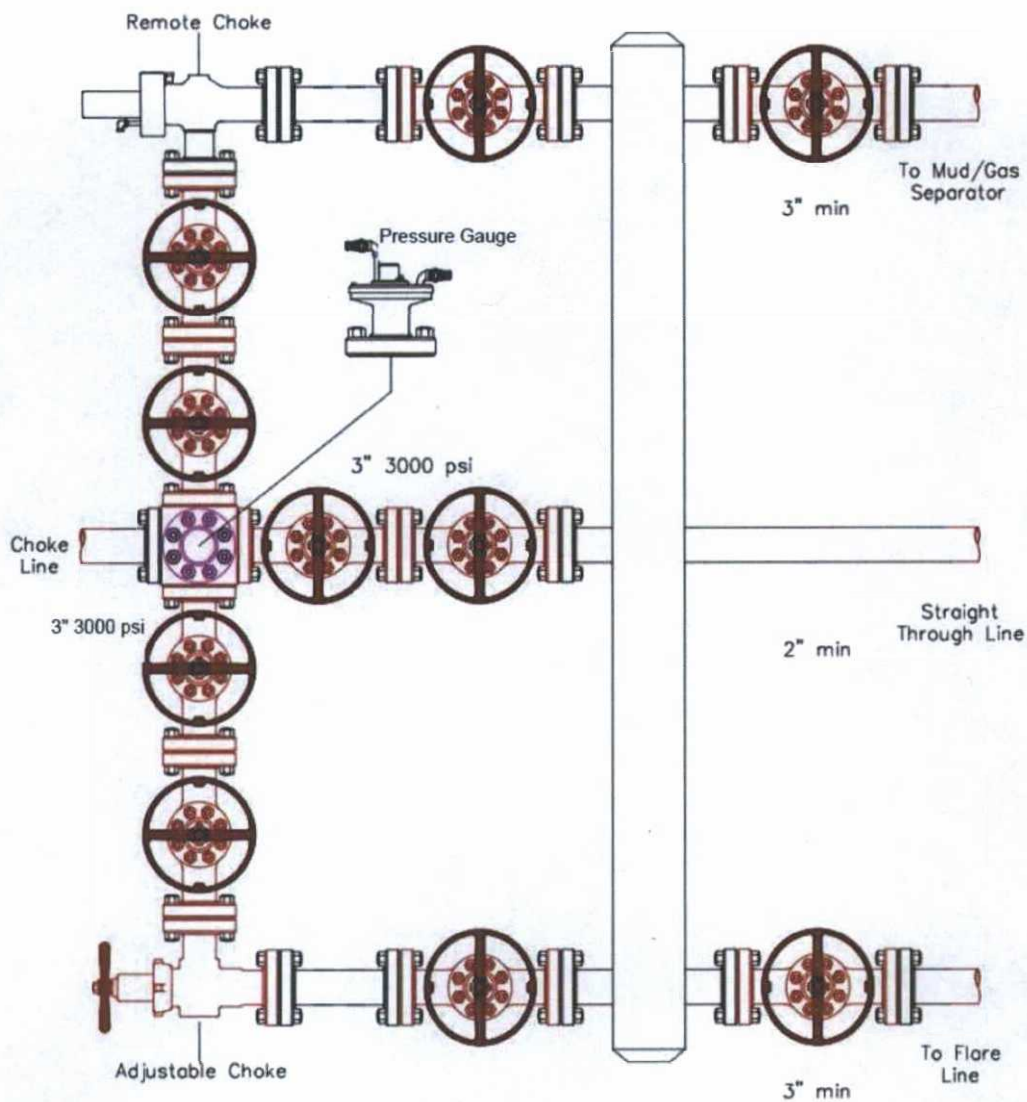 Remote Choke
To Mud/Gas
Separator
3" min
Pressure Gauge
3" 3000 psi
Choke
Line
3" 3000 psi
Straight
Through Line
2" min
Adjustable Choke
To Flare
Line
3" min